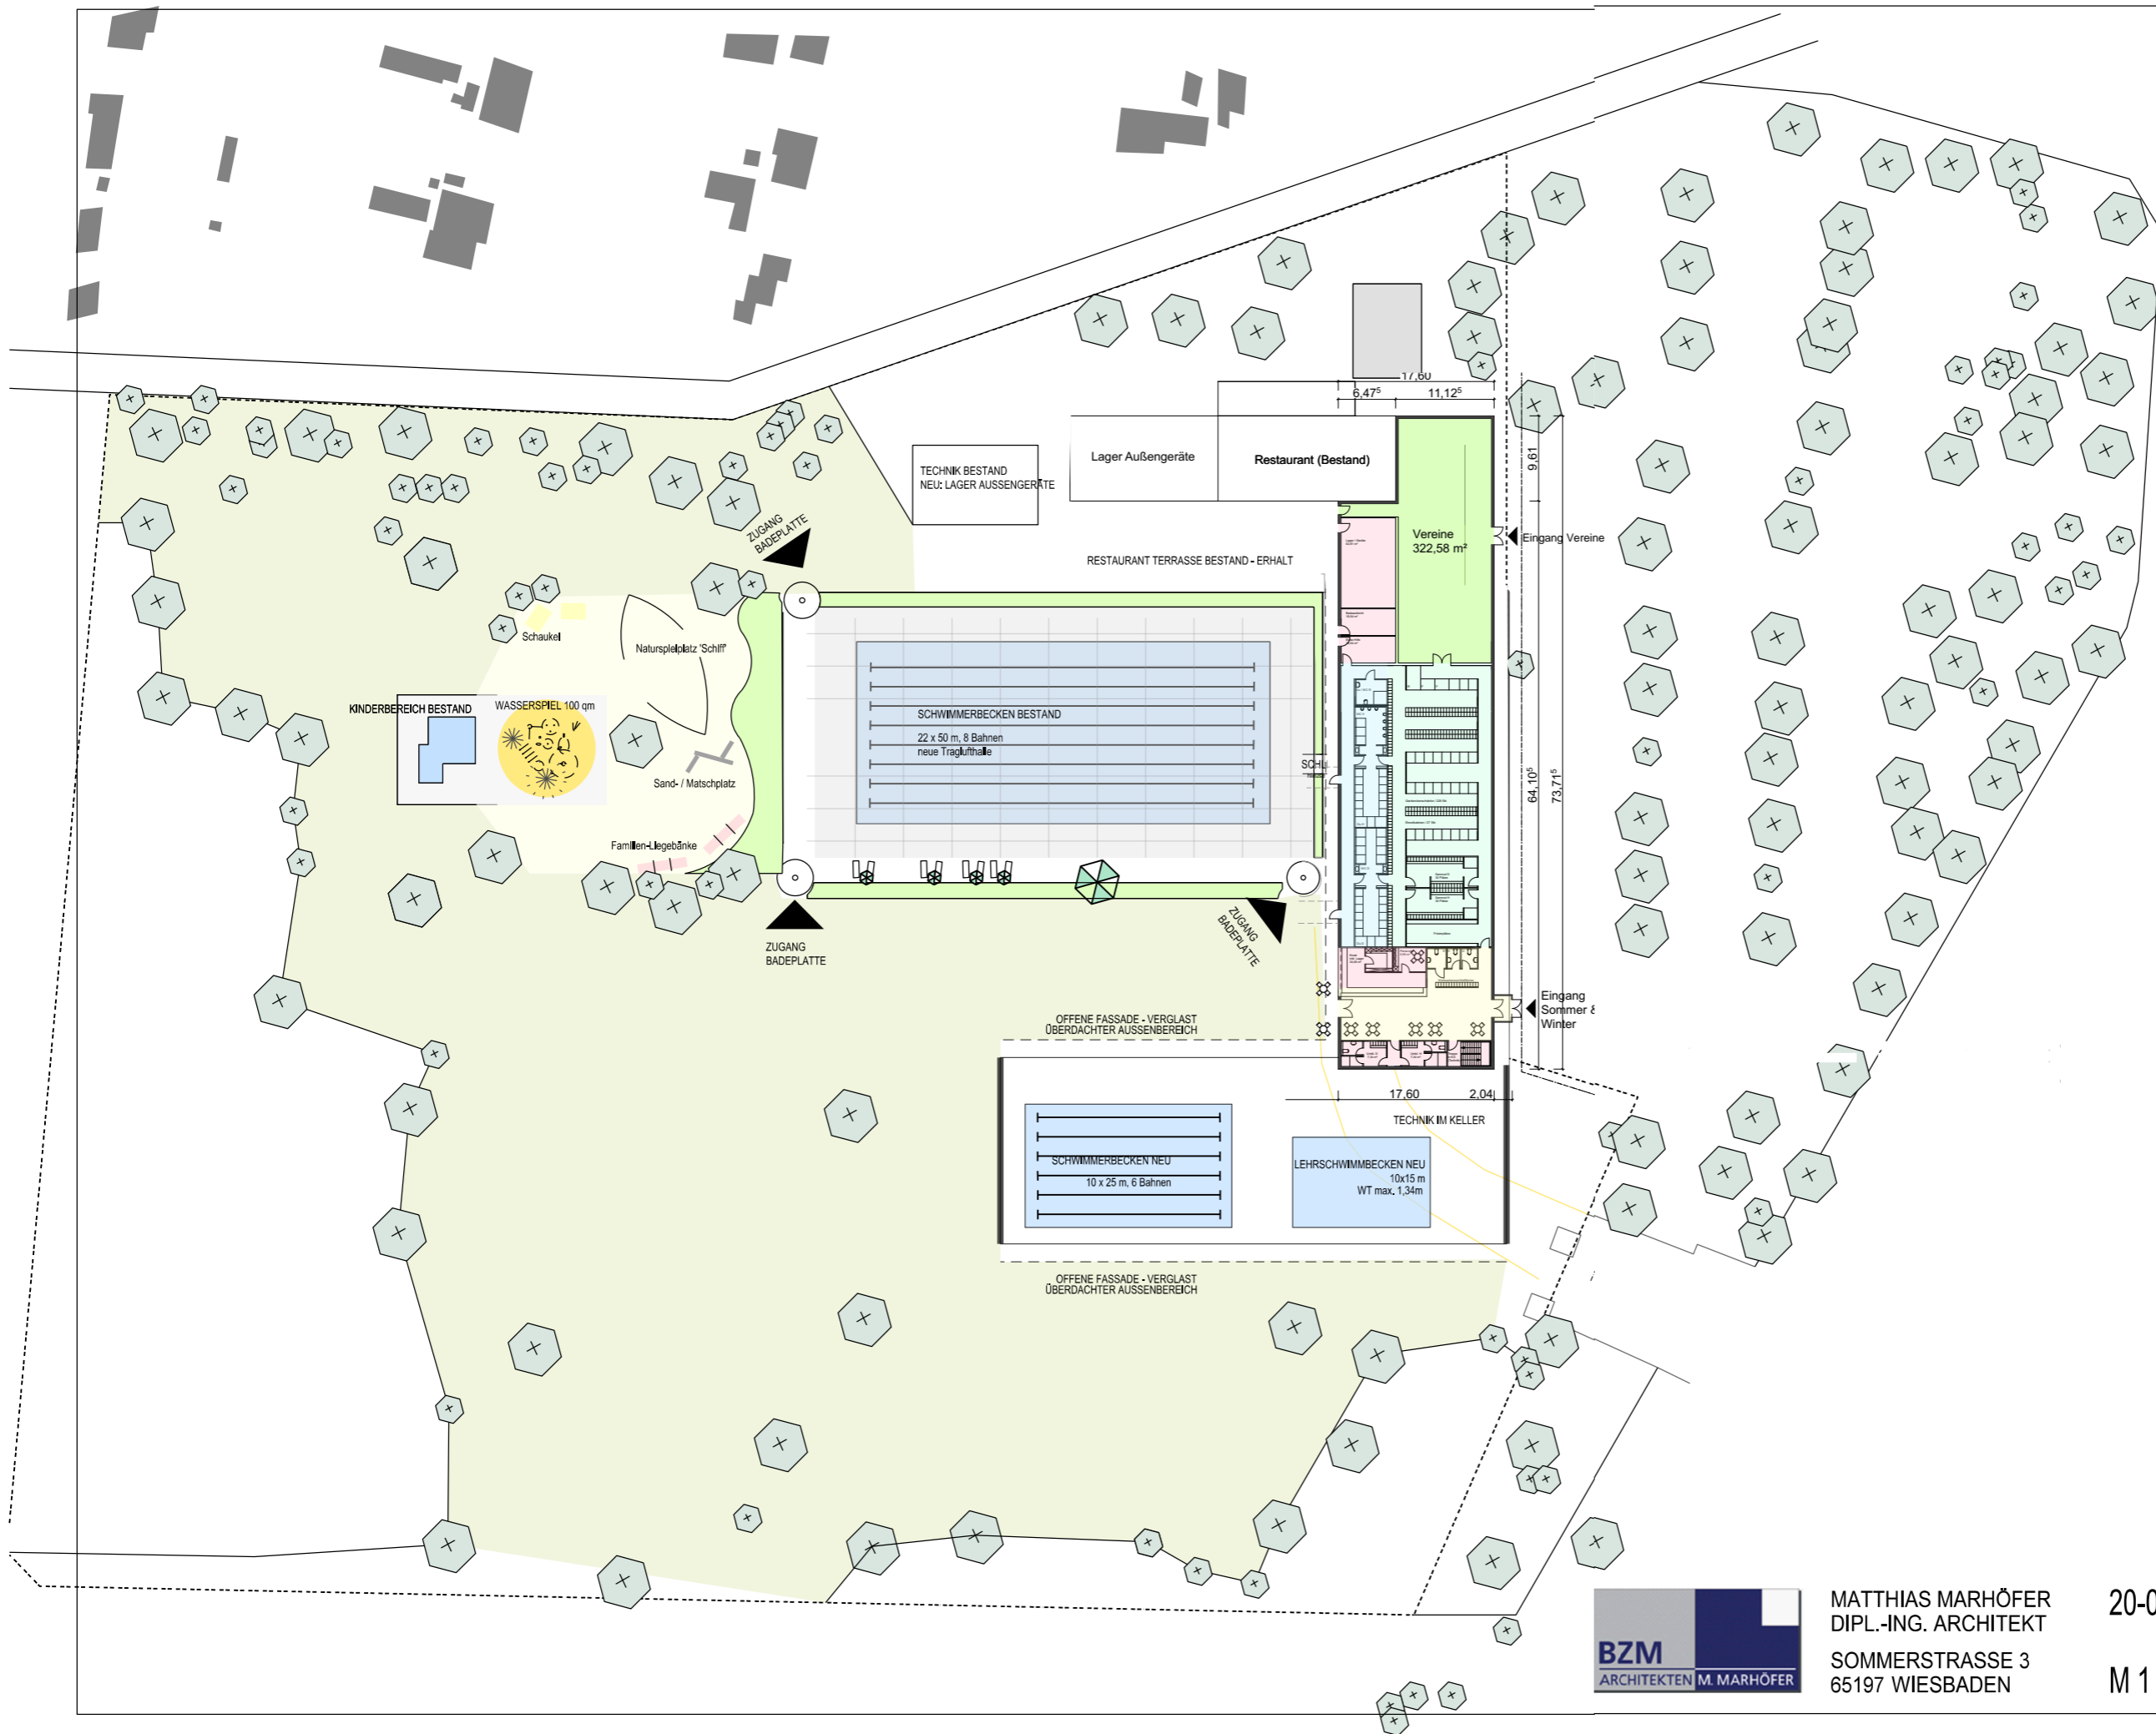 17,60
6,47⁵
11,12⁵
TECHNIK BESTAND
NEU: LAGER AUSSENGERÄTE
Lager Außengeräte
Restaurant (Bestand)
9,61
ZUGANG
BADEPLATTE
Vereine
322,58 m²
Eingang Vereine
RESTAURANT TERRASSE BESTAND - ERHALT
Schaukel
Naturspielplatz 'Schiff'
KINDERBEREICH BESTAND
WASSERSPIEL 100 qm
SCHWIMMERBECKEN BESTAND
22 x 50 m, 8 Bahnen
neue Traglufthalle
SCHL
Sand- / Matschplatz
64,10⁵
73,71⁵
Familien-Liegebänke
ZUGANG
BADEPLATTE
ZUGANG
BADEPLATTE
Eingang
Sommer &
Winter
OFFENE FASSADE - VERGLAST
ÜBERDACHTER AUSSENBEREICH
17,60
2,04
TECHNIK IM KELLER
SCHWIMMERBECKEN NEU
10 x 25 m, 6 Bahnen
LEHRSCHWIMMBECKEN NEU
10x15 m
WT max. 1,34m
OFFENE FASSADE - VERGLAST
ÜBERDACHTER AUSSENBEREICH
BZM
ARCHITEKTEN M. MARHÖFER
MATTHIAS MARHÖFER
DIPL.-ING. ARCHITEKT
SOMMERSTRASSE 3
65197 WIESBADEN
20-0
M 1